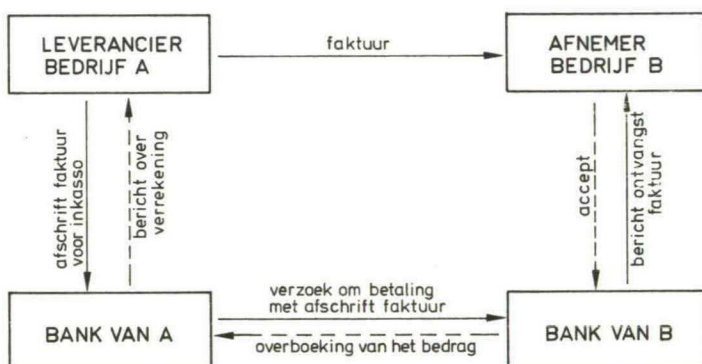 LEVERANCIER
BEDRIJF A
faktuur
AFNEMER
BEDRIJF B
afschrift faktuur
voor inkasso
bericht over
verrekening
accept
bericht ontvangst
faktuur
BANK VAN A
verzoek om betaling
met afschrift faktuur
overboeking van het bedrag
BANK VAN B